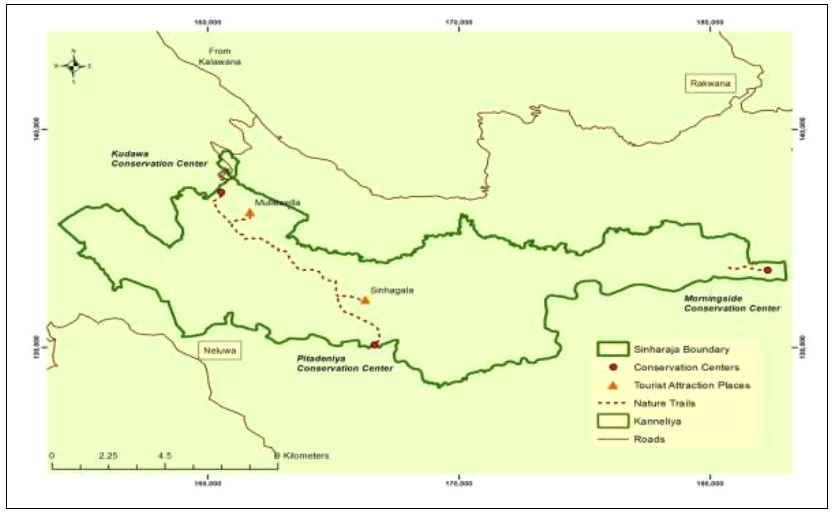 160,000 170,000 180,000
N
W E
S
From
Kalawana
Rakwana
140,000
140,000
Kudawa
Conservation Center
Mullawella
Sinhagala
Morningside
Conservation Center
130,000
130,000
Neluwa
Pitadeniya
Conservation Center
Sinharaja Boundary
Conservation Centers
Tourist Attraction Places
Nature Trails
Kanneliya
Roads
0 2.25 4.5 9 Kilometers
160,000 170,000 180,000